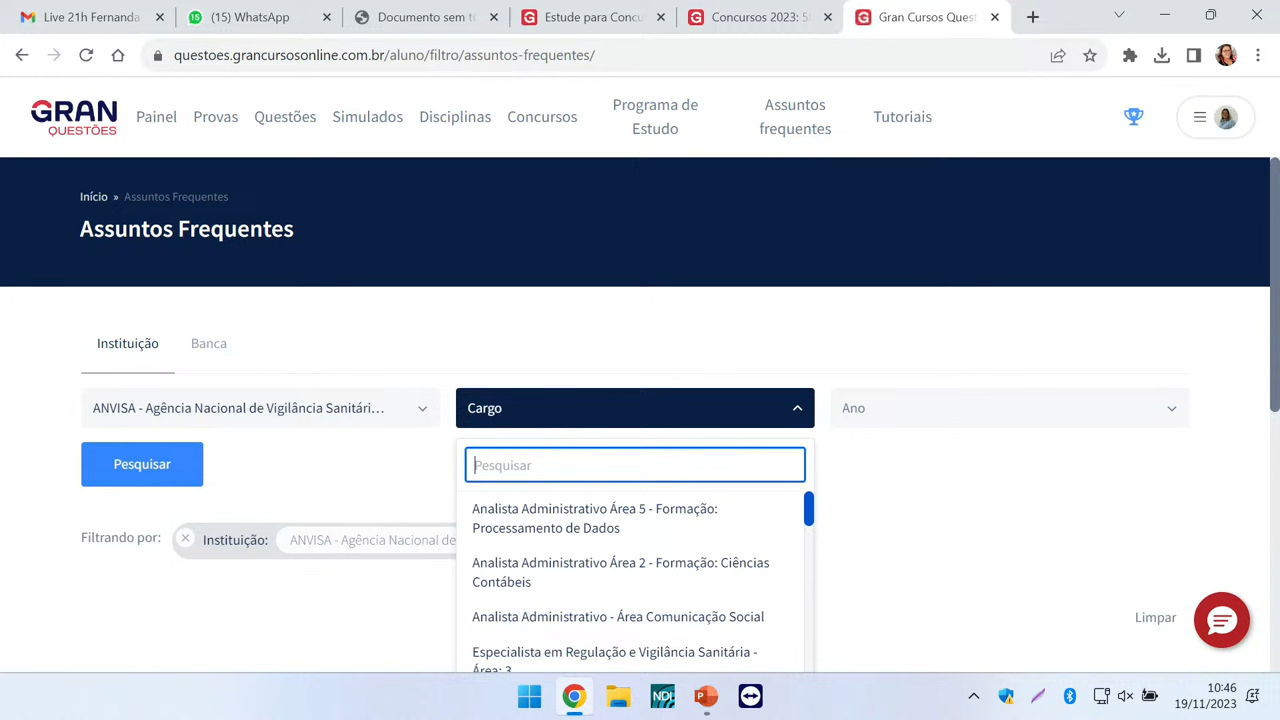 Live 21h Fernanda
(15) WhatsApp
Documento sem t
Estude para Concu
Concursos 2023: 5
Gran Cursos Quest
questoes.grancursosonline.com.br/aluno/filtro/assuntos-frequentes/
GRAN
QUESTÕES
Painel
Provas
Questões
Simulados
Disciplinas
Concursos
Programa de
Estudo
Assuntos
frequentes
Tutoriais
Início » Assuntos Frequentes
Assuntos Frequentes
Instituição
Banca
ANVISA - Agência Nacional de Vigilância Sanitári...
Cargo
Ano
Pesquisar
Pesquisar
Analista Administrativo Área 5 - Formação:
Processamento de Dados
Analista Administrativo Área 2 - Formação: Ciências
Contábeis
Analista Administrativo - Área Comunicação Social
Especialista em Regulação e Vigilância Sanitária -
Área: 3
Filtrando por:
Instituição:
ANVISA - Agência Nacional de
Limpar
NDI
10:46
19/11/2023